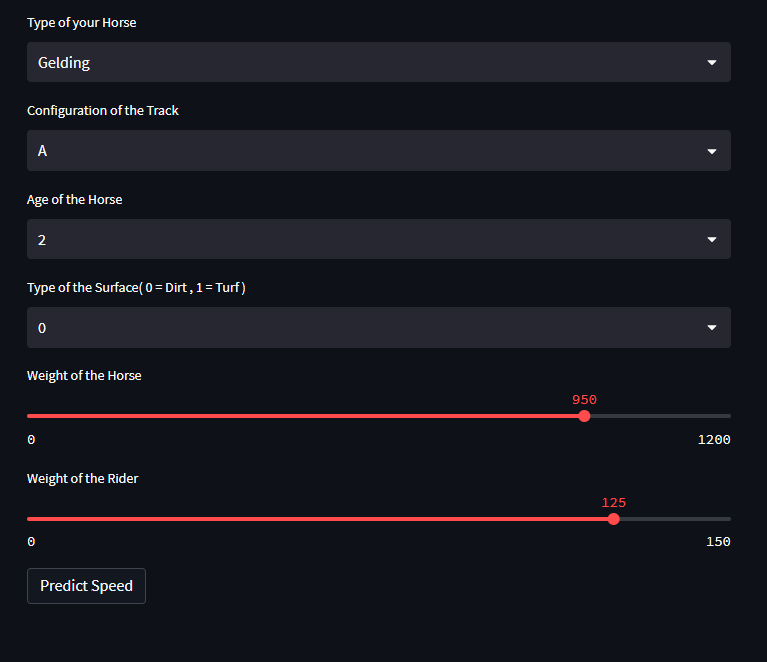 Type of your Horse
Gelding
Configuration of the Track
A
Age of the Horse
2
Type of the Surface( 0 = Dirt , 1 = Turf )
0
Weight of the Horse
950
0 1200
Weight of the Rider
125
0 150
Predict Speed